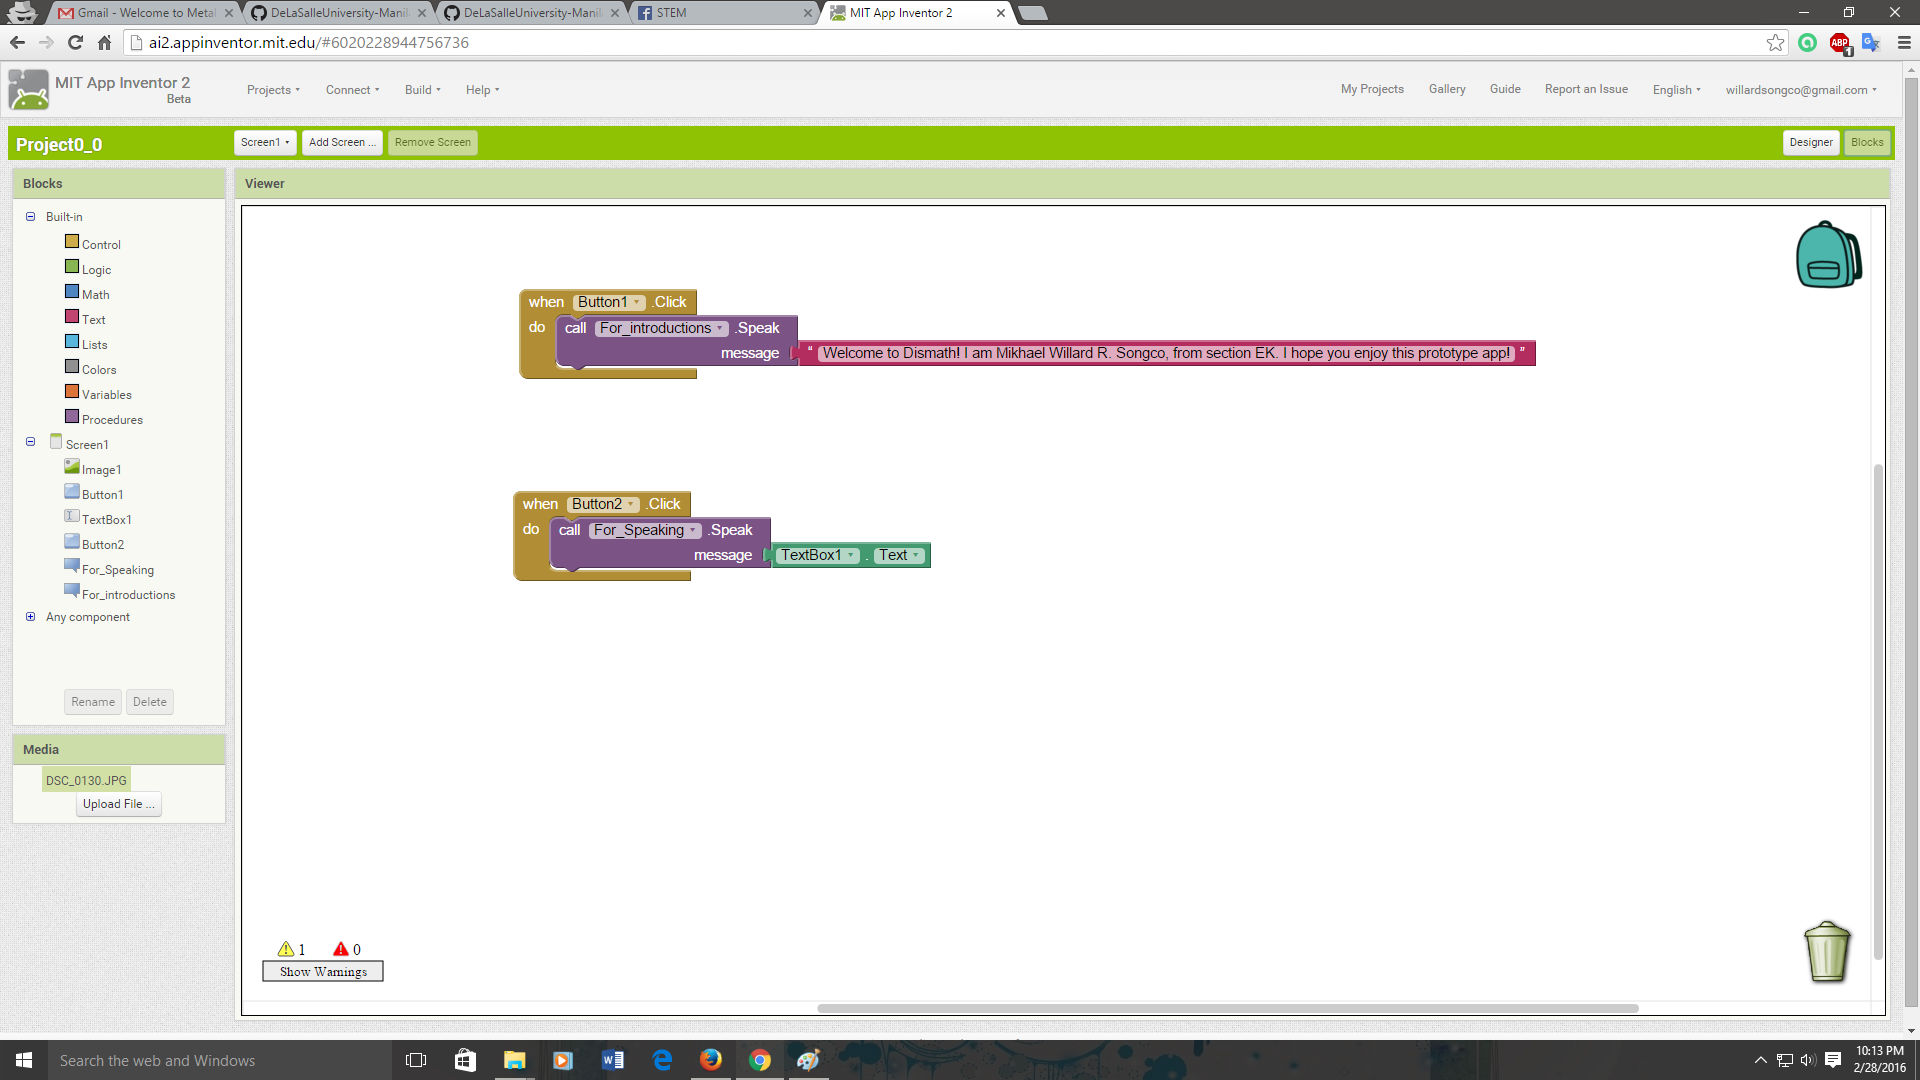 Gmail - Welcome to Metal
DeLaSalleUniversity-Manil
DeLaSalleUniversity-Manil
STEM
MIT App Inventor 2
ai2.appinventor.mit.edu/#6020228944756736
ABP
1
MIT App Inventor 2
Beta
Projects
Connect
Build
Help
My Projects
Gallery
Guide
Report an Issue
English
willardsongco@gmail.com
Project0_0
Screen1
Add Screen ...
Remove Screen
Designer
Blocks
Blocks
Viewer
Built-in
Control
Logic
Math
Text
Lists
Colors
Variables
Procedures
Screen1
Image1
Button1
TextBox1
Button2
For_Speaking
For_introductions
Any component
Rename
Delete
Media
DSC_0130.JPG
Upload File ...
when Button1 .Click
do call For_introductions .Speak
message " Welcome to Dismath! I am Mikhael Willard R. Songco, from section EK. I hope you enjoy this prototype app! "
when Button2 .Click
do call For_Speaking .Speak
message TextBox1 . Text
1 0
Show Warnings
Search the web and Windows
10:13 PM
2/28/2016